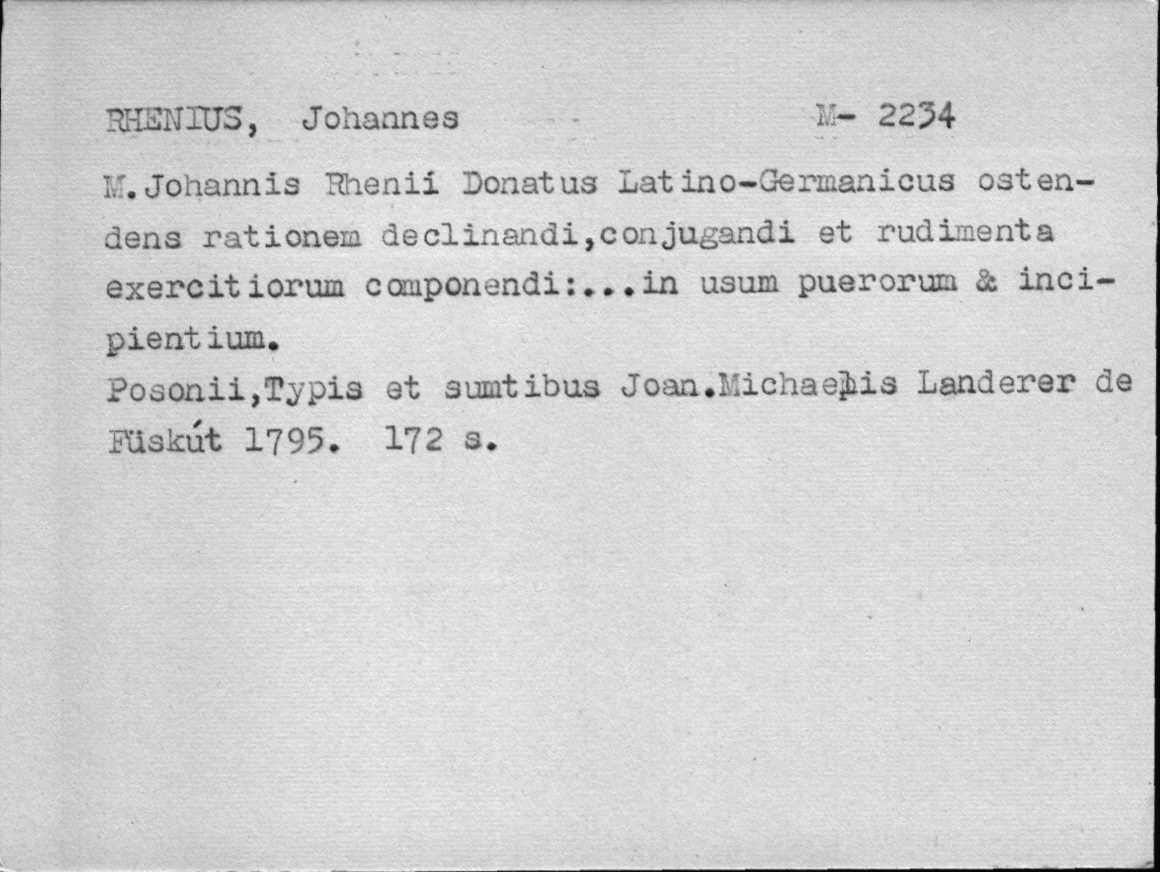 RHENIUS, Johannes M- 2234
M.Johannis Rhenii Donatus Latino-Germanicus osten-
dens rationem declinandi,conjugandi et rudimenta
exercitiorum componendi:...in usum puerorum & inci-
pientium.
Posonii,Typis et sumtibus Joan.Michaelis Landerer de
Füskút 1795. 172 s.